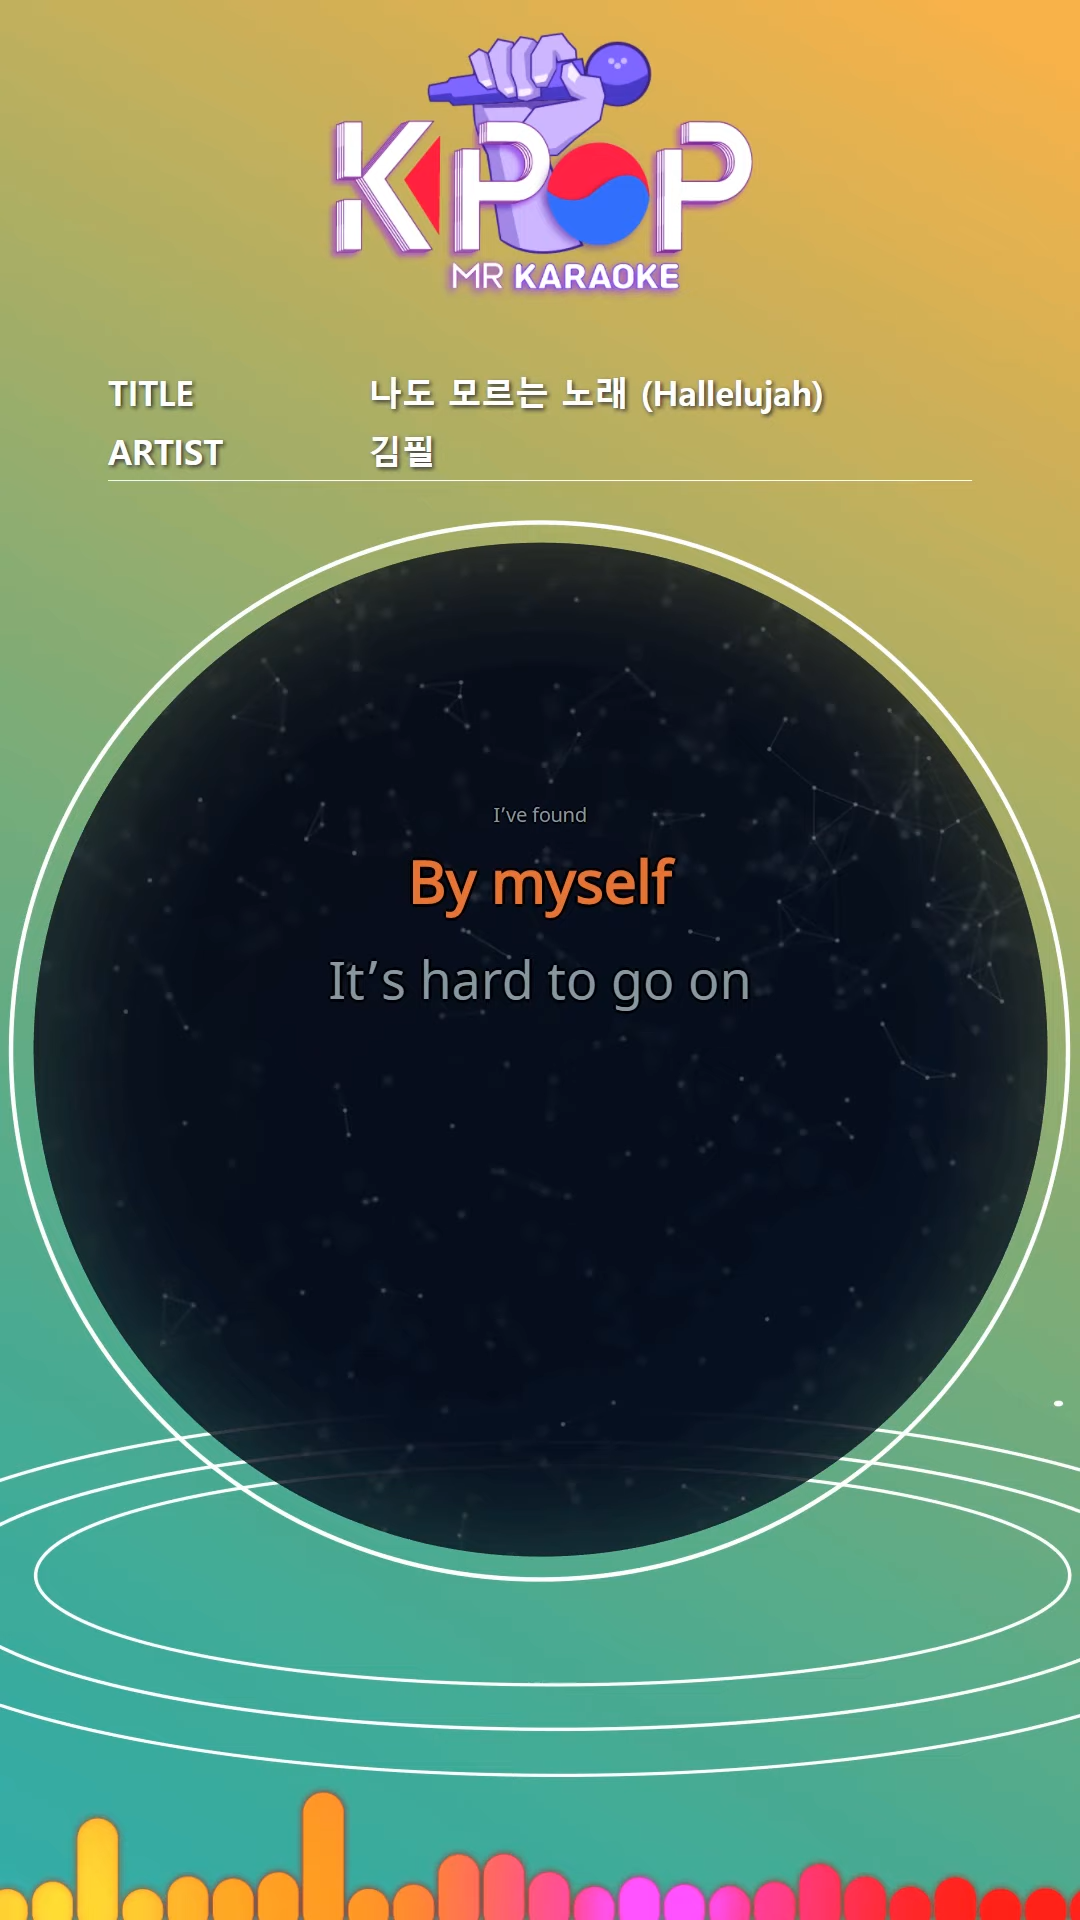 KPOP
MR KARAOKE
TITLE 나도 모르는 노래 (Hallelujah)
ARTIST 김필
I’ve found
By myself
It’s hard to go on